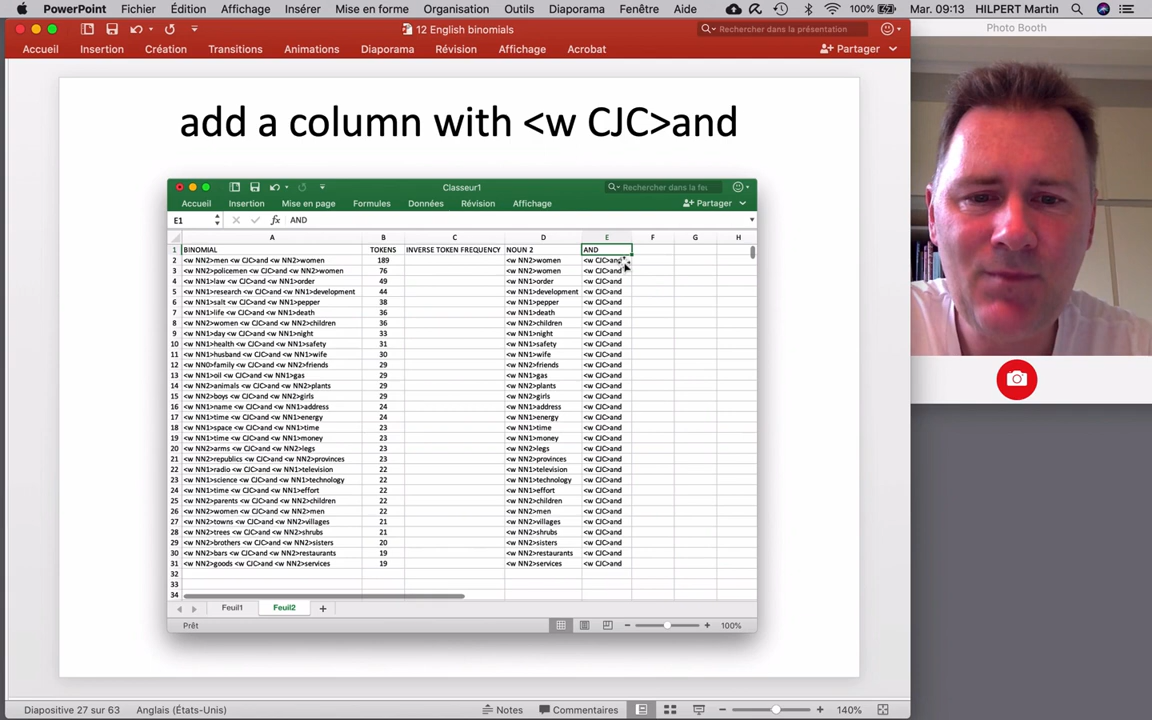 PowerPoint Fichier Édition Affichage Insérer Mise en forme Organisation Outils Diaporama Fenêtre Aide 100% Mar. 09:13 HILPERT Martin
12 English binomials
Rechercher dans la présentation
Photo Booth
Accueil Insertion Création Transitions Animations Diaporama Révision Affichage Acrobat Partager
add a column with <w CJC>and
Classeur1
Accueil Insertion Mise en page Formules Données Révision Affichage Partager
E1 fx AND
A B C D E F G H
1 BINOMIAL TOKENS INVERSE TOKEN FREQUENCY NOUN 2 AND
2 <w NN2>men <w CJC>and <w NN2>women 189 <w NN2>women <w CJC>and
3 <w NN2>policemen <w CJC>and <w NN2>women 76 <w NN2>women <w CJC>and
4 <w NN1>law <w CJC>and <w NN1>order 49 <w NN1>order <w CJC>and
5 <w NN1>research <w CJC>and <w NN1>development 44 <w NN1>development <w CJC>and
6 <w NN1>salt <w CJC>and <w NN1>pepper 38 <w NN1>pepper <w CJC>and
7 <w NN1>life <w CJC>and <w NN1>death 36 <w NN1>death <w CJC>and
8 <w NN2>women <w CJC>and <w NN2>children 36 <w NN2>children <w CJC>and
9 <w NN1>day <w CJC>and <w NN1>night 33 <w NN1>night <w CJC>and
10 <w NN1>health <w CJC>and <w NN1>safety 31 <w NN1>safety <w CJC>and
11 <w NN1>husband <w CJC>and <w NN1>wife 30 <w NN1>wife <w CJC>and
12 <w NN0>family <w CJC>and <w NN2>friends 29 <w NN2>friends <w CJC>and
13 <w NN1>oil <w CJC>and <w NN1>gas 29 <w NN1>gas <w CJC>and
14 <w NN2>animals <w CJC>and <w NN2>plants 29 <w NN2>plants <w CJC>and
15 <w NN2>boys <w CJC>and <w NN2>girls 29 <w NN2>girls <w CJC>and
16 <w NN1>name <w CJC>and <w NN1>address 24 <w NN1>address <w CJC>and
17 <w NN1>time <w CJC>and <w NN1>energy 24 <w NN1>energy <w CJC>and
18 <w NN1>space <w CJC>and <w NN1>time 23 <w NN1>time <w CJC>and
19 <w NN1>time <w CJC>and <w NN1>money 23 <w NN1>money <w CJC>and
20 <w NN2>arms <w CJC>and <w NN2>legs 23 <w NN2>legs <w CJC>and
21 <w NN2>republics <w CJC>and <w NN2>provinces 23 <w NN2>provinces <w CJC>and
22 <w NN1>radio <w CJC>and <w NN1>television 22 <w NN1>television <w CJC>and
23 <w NN1>science <w CJC>and <w NN1>technology 22 <w NN1>technology <w CJC>and
24 <w NN1>time <w CJC>and <w NN1>effort 22 <w NN1>effort <w CJC>and
25 <w NN2>parents <w CJC>and <w NN2>children 22 <w NN2>children <w CJC>and
26 <w NN2>women <w CJC>and <w NN2>men 22 <w NN2>men <w CJC>and
27 <w NN2>towns <w CJC>and <w NN2>villages 21 <w NN2>villages <w CJC>and
28 <w NN2>trees <w CJC>and <w NN2>shrubs 21 <w NN2>shrubs <w CJC>and
29 <w NN2>brothers <w CJC>and <w NN2>sisters 20 <w NN2>sisters <w CJC>and
30 <w NN2>bars <w CJC>and <w NN2>restaurants 19 <w NN2>restaurants <w CJC>and
31 <w NN2>goods <w CJC>and <w NN2>services 19 <w NN2>services <w CJC>and
32
33
34
Feuil1 Feuil2
Prêt 100%
Diapositive 27 sur 63 Anglais (États-Unis) Notes Commentaires 140%